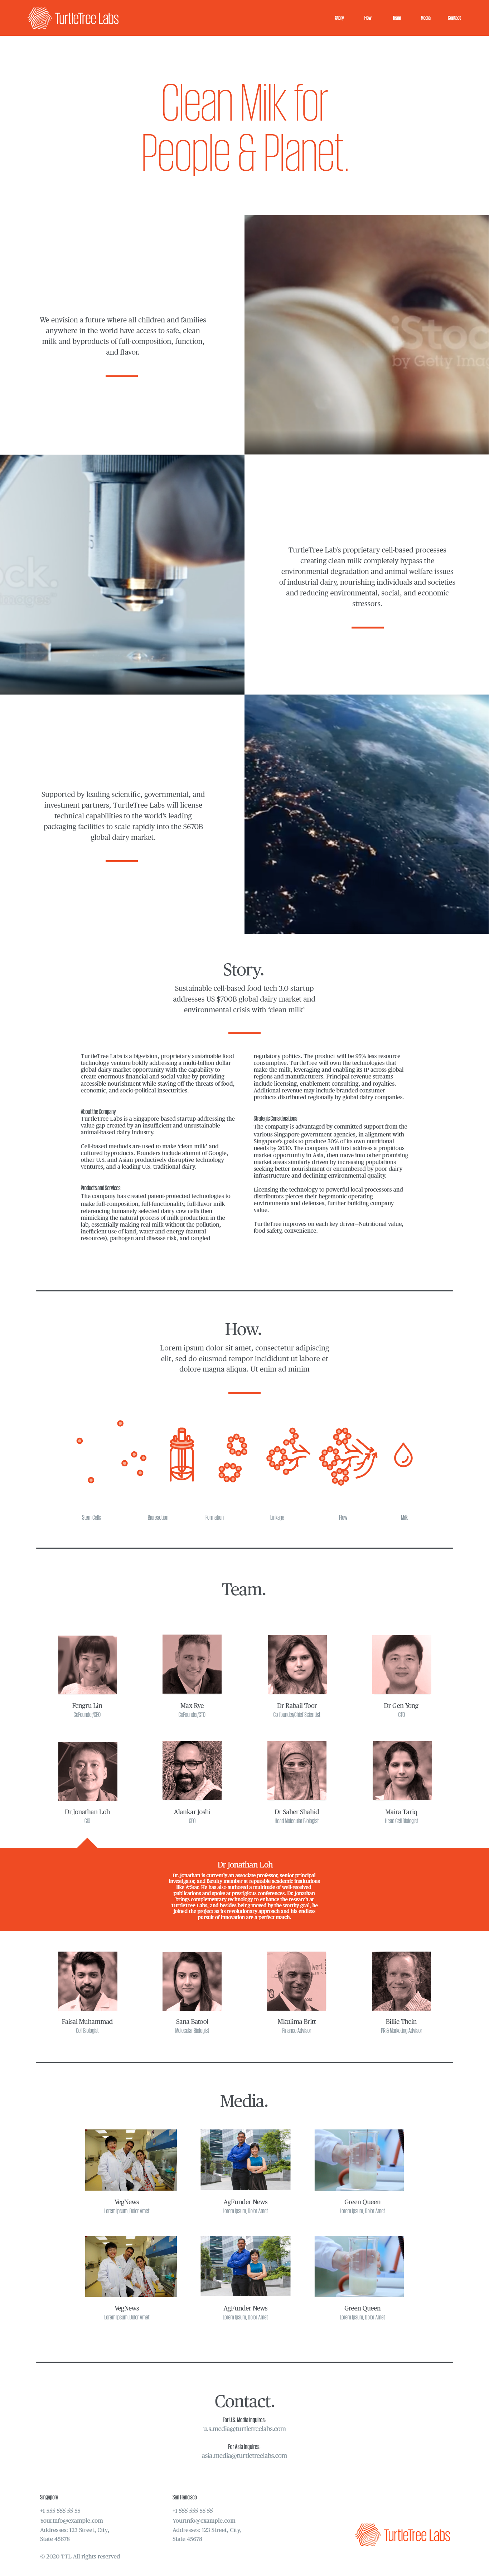 TurtleTree Labs
Story
How
Team
Media
Contact
Clean Milk for
People & Planet.
We envision a future where all children and families
anywhere in the world have access to safe, clean
milk and byproducts of full-composition, function,
and flavor.
iStoc
by Getty Imag
ock.
TurtleTree Lab's proprietary cell-based processes
creating clean milk completely bypass the
environmental degradation and animal welfare issues
of industrial dairy, nourishing individuals and societies
and reducing environmental, social, and economic
stressors.
Supported by leading scientific, governmental, and
investment partners, TurtleTree Labs will license
technical capabilities to the world's leading
packaging facilities to scale rapidly into the $670B
global dairy market.
Story.
Sustainable cell-based food tech 3.0 startup
addresses US $700B global dairy market and
environmental crisis with 'clean milk'
TurtleTree Labs is a big-vision, proprietary sustainable food
technology venture boldly addressing a multi-billion dollar
global dairy market opportunity with the capability to
create enormous financial and social value by providing
accessible nourishment while staving off the threats of food,
economic, and socio-political insecurities.
About the Company
TurtleTree Labs is a Singapore-based startup addressing the
value gap created by an insufficient and unsustainable
animal-based dairy industry.
Cell-based methods are used to make 'clean milk' and
cultured byproducts. Founders include alumni of Google,
other U.S. and Asian productively disruptive technology
ventures, and a leading U.S. traditional dairy.
Products and Services
The company has created patent-protected technologies to
make full-composition, full-functionality, full-flavor milk
referencing humanely selected dairy cow cells then
mimicking the natural process of milk production in the
lab, essentially making real milk without the pollution,
inefficient use of land, water and energy (natural
resources), pathogen and disease risk, and tangled
regulatory politics. The product will be 95% less resource
consumptive. TurtleTree will own the technologies that
make the milk, leveraging and enabling its IP across global
regions and manufacturers. Principal revenue streams
include licensing, enablement consulting, and royalties.
Additional revenue may include branded consumer
products distributed regionally by global dairy companies.
Strategic Considerations
The company is advantaged by committed support from the
various Singapore government agencies, in alignment with
Singapore's goals to produce 30% of its own nutritional
needs by 2030. The company will first address a propitious
market opportunity in Asia, then move into other promising
market areas similarly driven by increasing populations
seeking better nourishment or encumbered by poor dairy
infrastructure and declining environmental quality.
Licensing the technology to powerful local processors and
distributors pierces their hegemonic operating
environments and defenses, further building company
value.
TurtleTree improves on each key driver–Nutritional value,
food safety, convenience.
How.
Lorem ipsum dolor sit amet, consectetur adipiscing
elit, sed do eiusmod tempor incididunt ut labore et
dolore magna aliqua. Ut enim ad minim
Stem Cells
Bioreaction
Formation
Linkage
Flow
Milk
Team.
Fengru Lin
CoFounder/CEO
Max Rye
CoFounder/CTO
Dr Rabail Toor
Co-founder/Chief Scientist
Dr Gen Yong
CTO
Dr Jonathan Loh
Alankar Joshi
CFO
Dr Saher Shahid
Head Molecular Biologist
Maira Tariq
Head Cell Biologist
Dr Jonathan Loh
Dr. Jonathan is currently an associate professor, senior principal
investigator, and faculty member at reputable academic institutions
like A*Star. He has also authored a multitude of well-received
publications and spoke at prestigious conferences. Dr. Jonathan
brings complementary technology to enhance the research at
TurtleTree Labs, and besides being moved by the worthy goal, he
joined the project as its revolutionary approach and his endless
pursuit of innovation are a perfect match.
Faisal Muhammad
Cell Biologist
Sana Batool
Molecular Biologist
Mkulima Britt
Finance Advisor
Billie Thein
PR & Marketing Advisor
Media.
VegNews
Lorem Ipsum. Dolor Amet
AgFunder News
Lorem Ipsum. Dolor Amet
Green Queen
Lorem Ipsum. Dolor Amet
VegNews
Lorem Ipsum. Dolor Amet
AgFunder News
Lorem Ipsum. Dolor Amet
Green Queen
Lorem Ipsum. Dolor Amet
Contact.
For U.S. Media Inquires:
u.s.media@turtletreelabs.com
For Asia Inquires:
asia.media@turtletreelabs.com
Singapore
+1 555 555 55 55
Yourinfo@example.com
Addresses: 123 Street, City,
State 45678
San Francisco
+1 555 555 55 55
Yourinfo@example.com
Addresses: 123 Street, City,
State 45678
TurtleTree Labs
© 2020 TTL All rights reserved